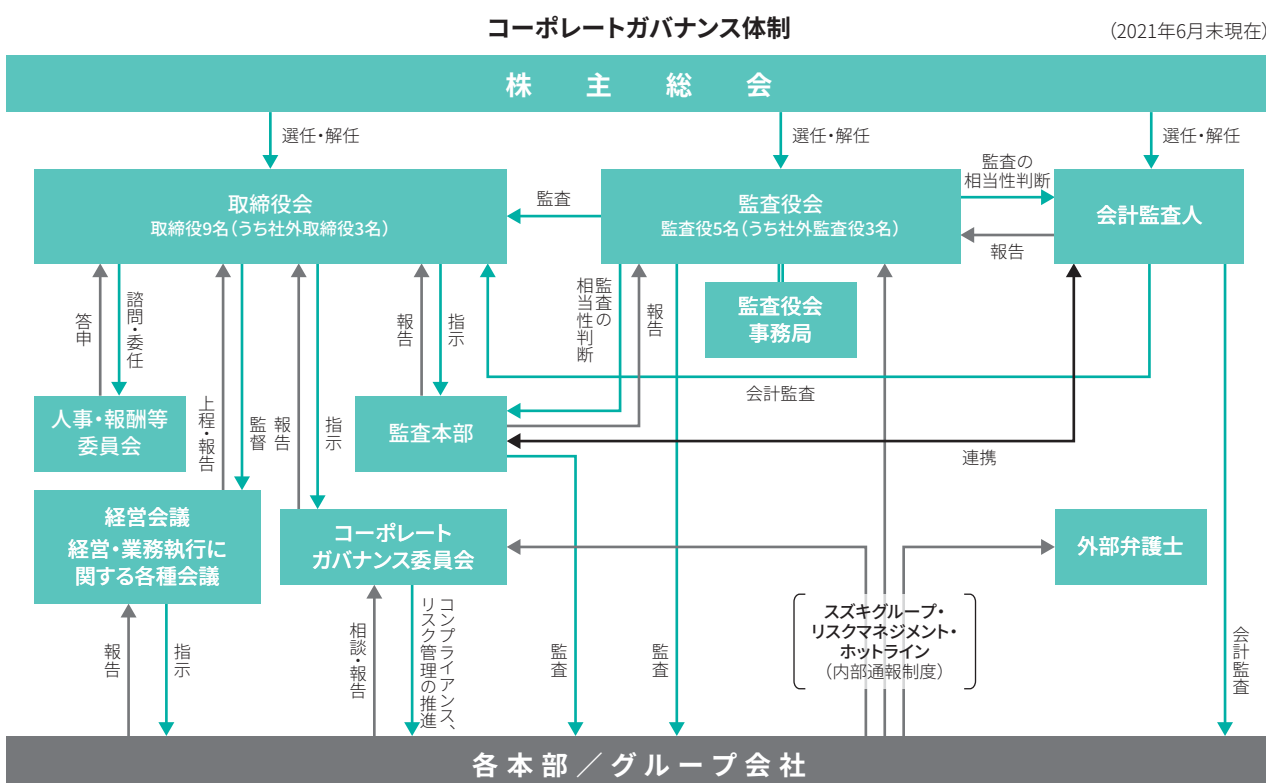 コーポレートガバナンス体制
（2021年6月末現在）
株主総会
選任・解任
選任・解任
選任・解任
取締役会
取締役9名（うち社外取締役3名）
監査
監査役会
監査役5名（うち社外監査役3名）
監査の
相当性判断
報告
会計監査人
答申
諮問・委任
上程・報告
監督
報告
指示
報告
指示
監査の
相当性判断
報告
監査役会
事務局
会計監査
人事・報酬等
委員会
監査本部
連携
経営会議
経営・業務執行に
関する各種会議
コーポレート
ガバナンス委員会
外部弁護士
スズキグループ・
リスクマネジメント・
ホットライン
（内部通報制度）
報告
指示
相談・報告
コンプライアンス、
リスク管理の推進
監査
監査
会計監査
各本部／グループ会社